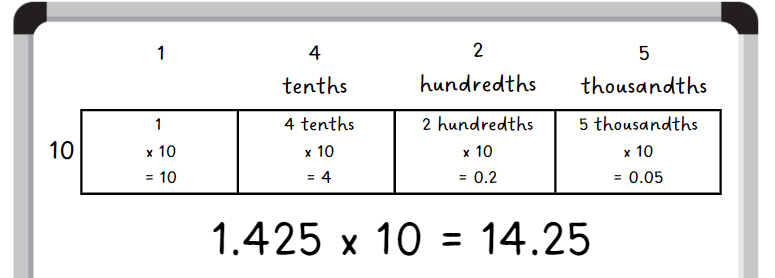 1 4 2 5
tenths hundredths thousandths
10
1 4 tenths 2 hundredths 5 thousandths
x 10 x 10 x 10 x 10
= 10 = 4 = 0.2 = 0.05
1.425 x 10 = 14.25